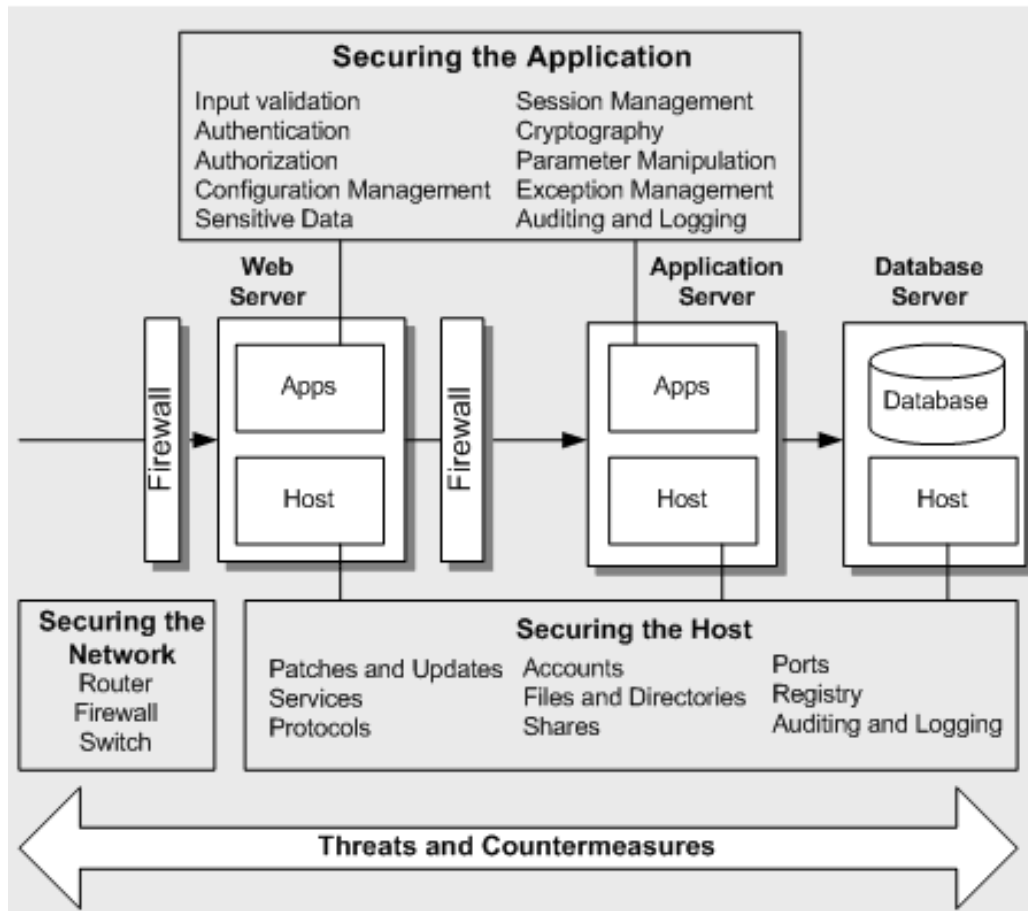 Securing the Application
Input validation
Authentication
Authorization
Configuration Management
Sensitive Data
Session Management
Cryptography
Parameter Manipulation
Exception Management
Auditing and Logging
Web
Server
Application
Server
Database
Server
Firewall
Apps
Host
Firewall
Apps
Host
Database
Host
Securing the
Network
Router
Firewall
Switch
Securing the Host
Patches and Updates
Services
Protocols
Accounts
Files and Directories
Shares
Ports
Registry
Auditing and Logging
Threats and Countermeasures